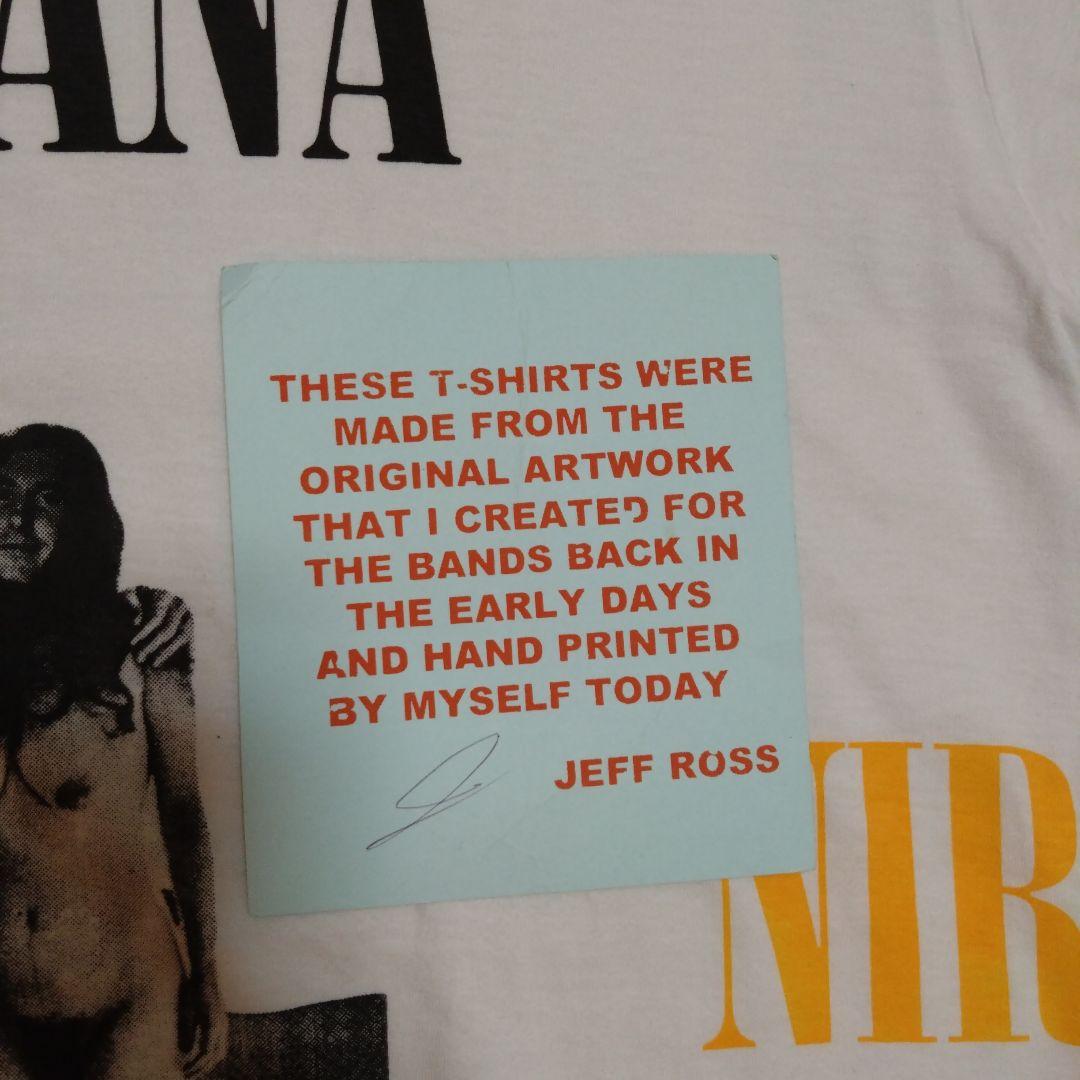 ANA
THESE T-SHIRTS WERE
MADE FROM THE
ORIGINAL ARTWORK
THAT I CREATED FOR
THE BANDS BACK IN
THE EARLY DAYS
AND HAND PRINTED
BY MYSELF TODAY
JEFF ROSS
NIR